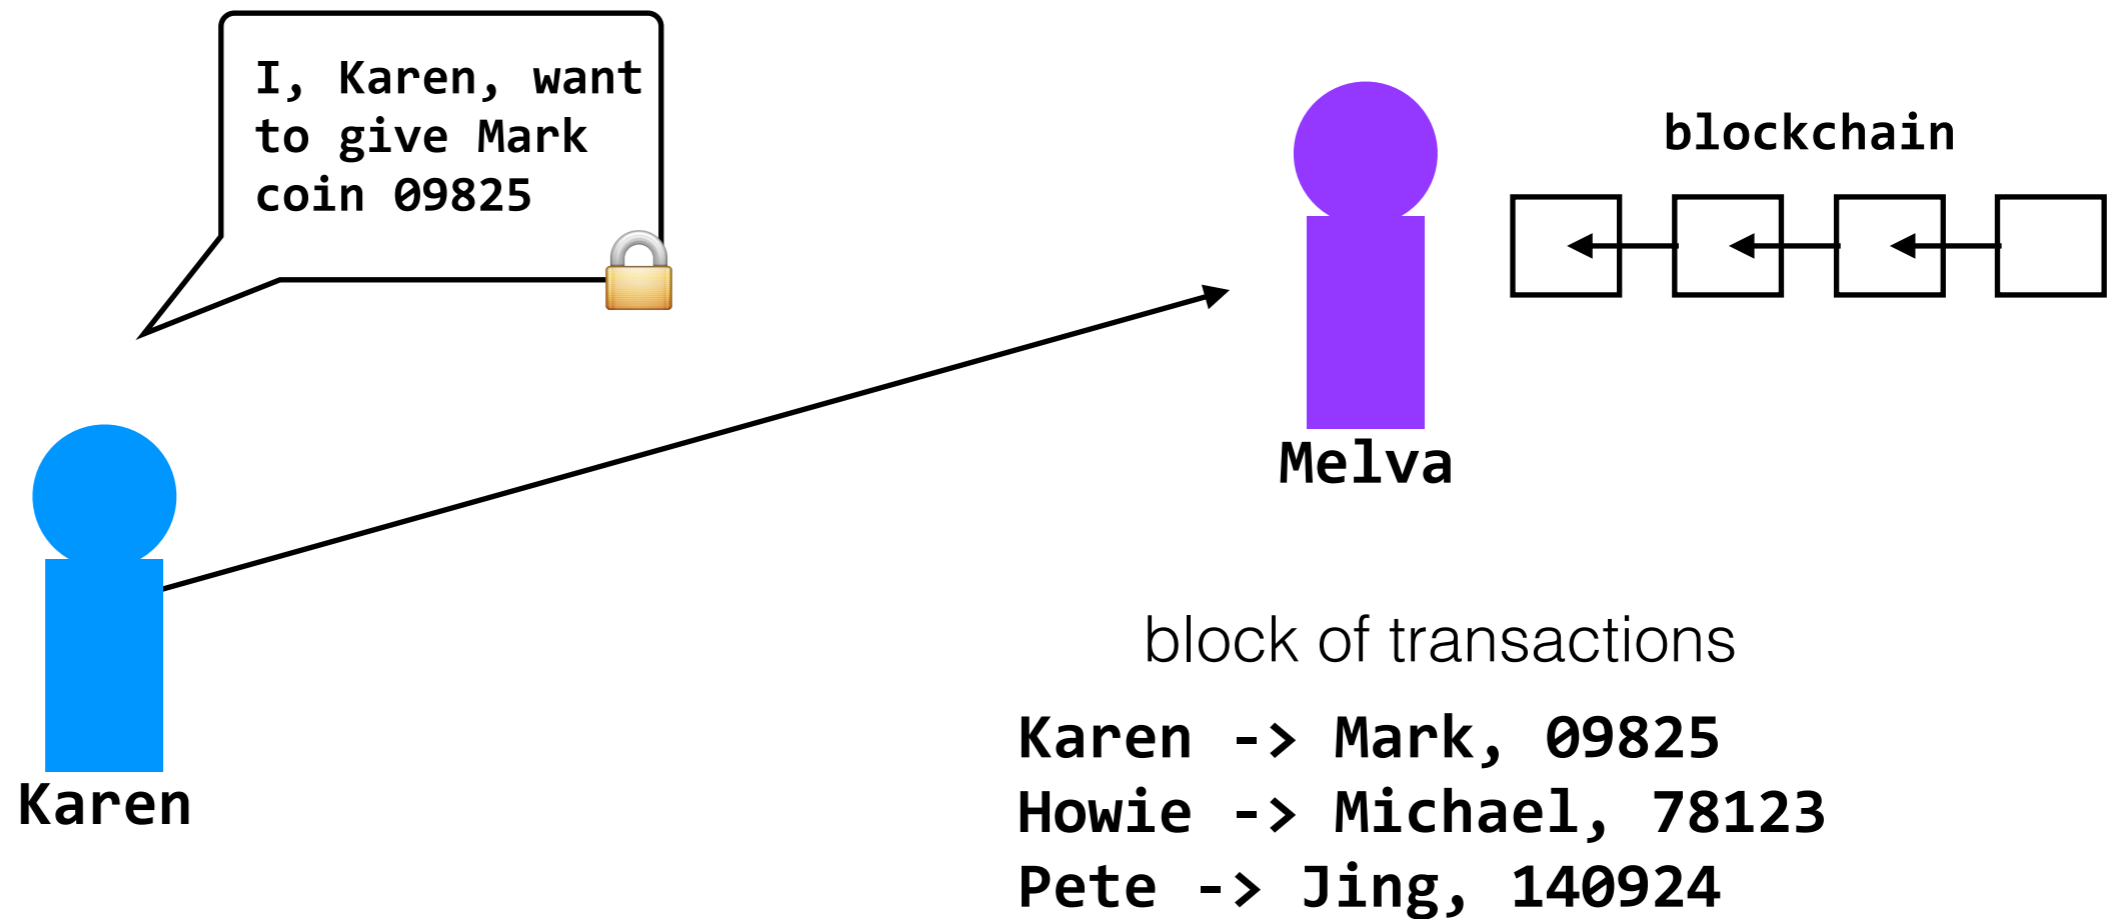 I, Karen, want
to give Mark
coin 09825
blockchain
Melva
Karen
block of transactions
Karen -> Mark, 09825
Howie -> Michael, 78123
Pete -> Jing, 140924